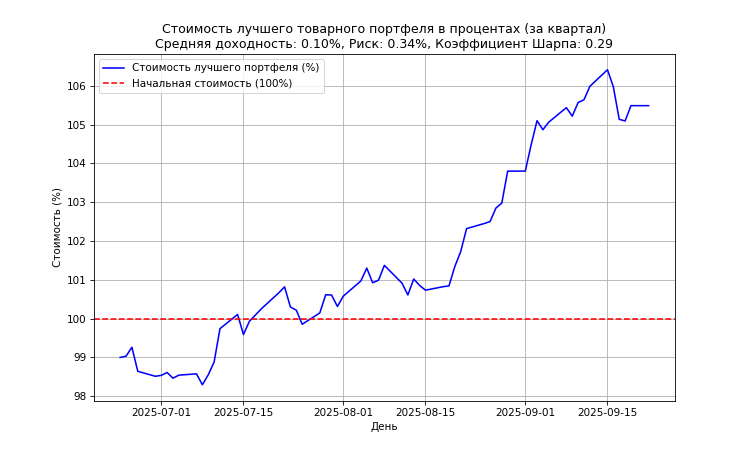 Стоимость лучшего товарного портфеля в процентах (за квартал)
Средняя доходность: 0.10%, Риск: 0.34%, Коэффициент Шарпа: 0.29
Стоимость лучшего портфеля (%)
Начальная стоимость (100%)
Стоимость (%)
106
105
104
103
102
101
100
99
98
2025-07-01
2025-07-15
2025-08-01
2025-08-15
2025-09-01
2025-09-15
День